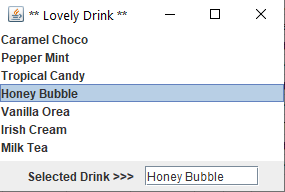 ** Lovely Drink **
Caramel Choco
Pepper Mint
Tropical Candy
Honey Bubble
Vanilla Orea
Irish Cream
Milk Tea
Selected Drink >>> Honey Bubble